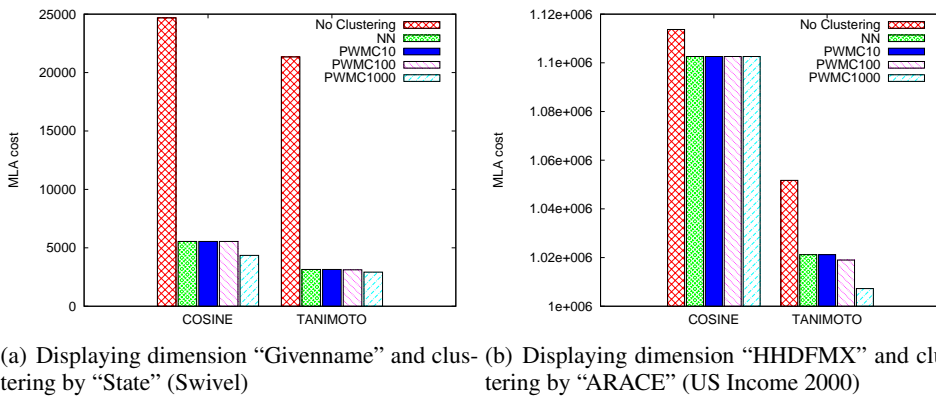 25000
20000
15000
10000
5000
0
MLA cost
No Clustering
NN
PWMC10
PWMC100
PWMC1000
COSINE
TANIMOTO
(a) Displaying dimension “Givenname” and clus-
tering by “State” (Swivel)
1.12e+006
1.1e+006
1.08e+006
1.06e+006
1.04e+006
1.02e+006
1e+006
MLA cost
No Clustering
NN
PWMC10
PWMC100
PWMC1000
COSINE
TANIMOTO
(b) Displaying dimension “HHDFMX” and clu
tering by “ARACE” (US Income 2000)